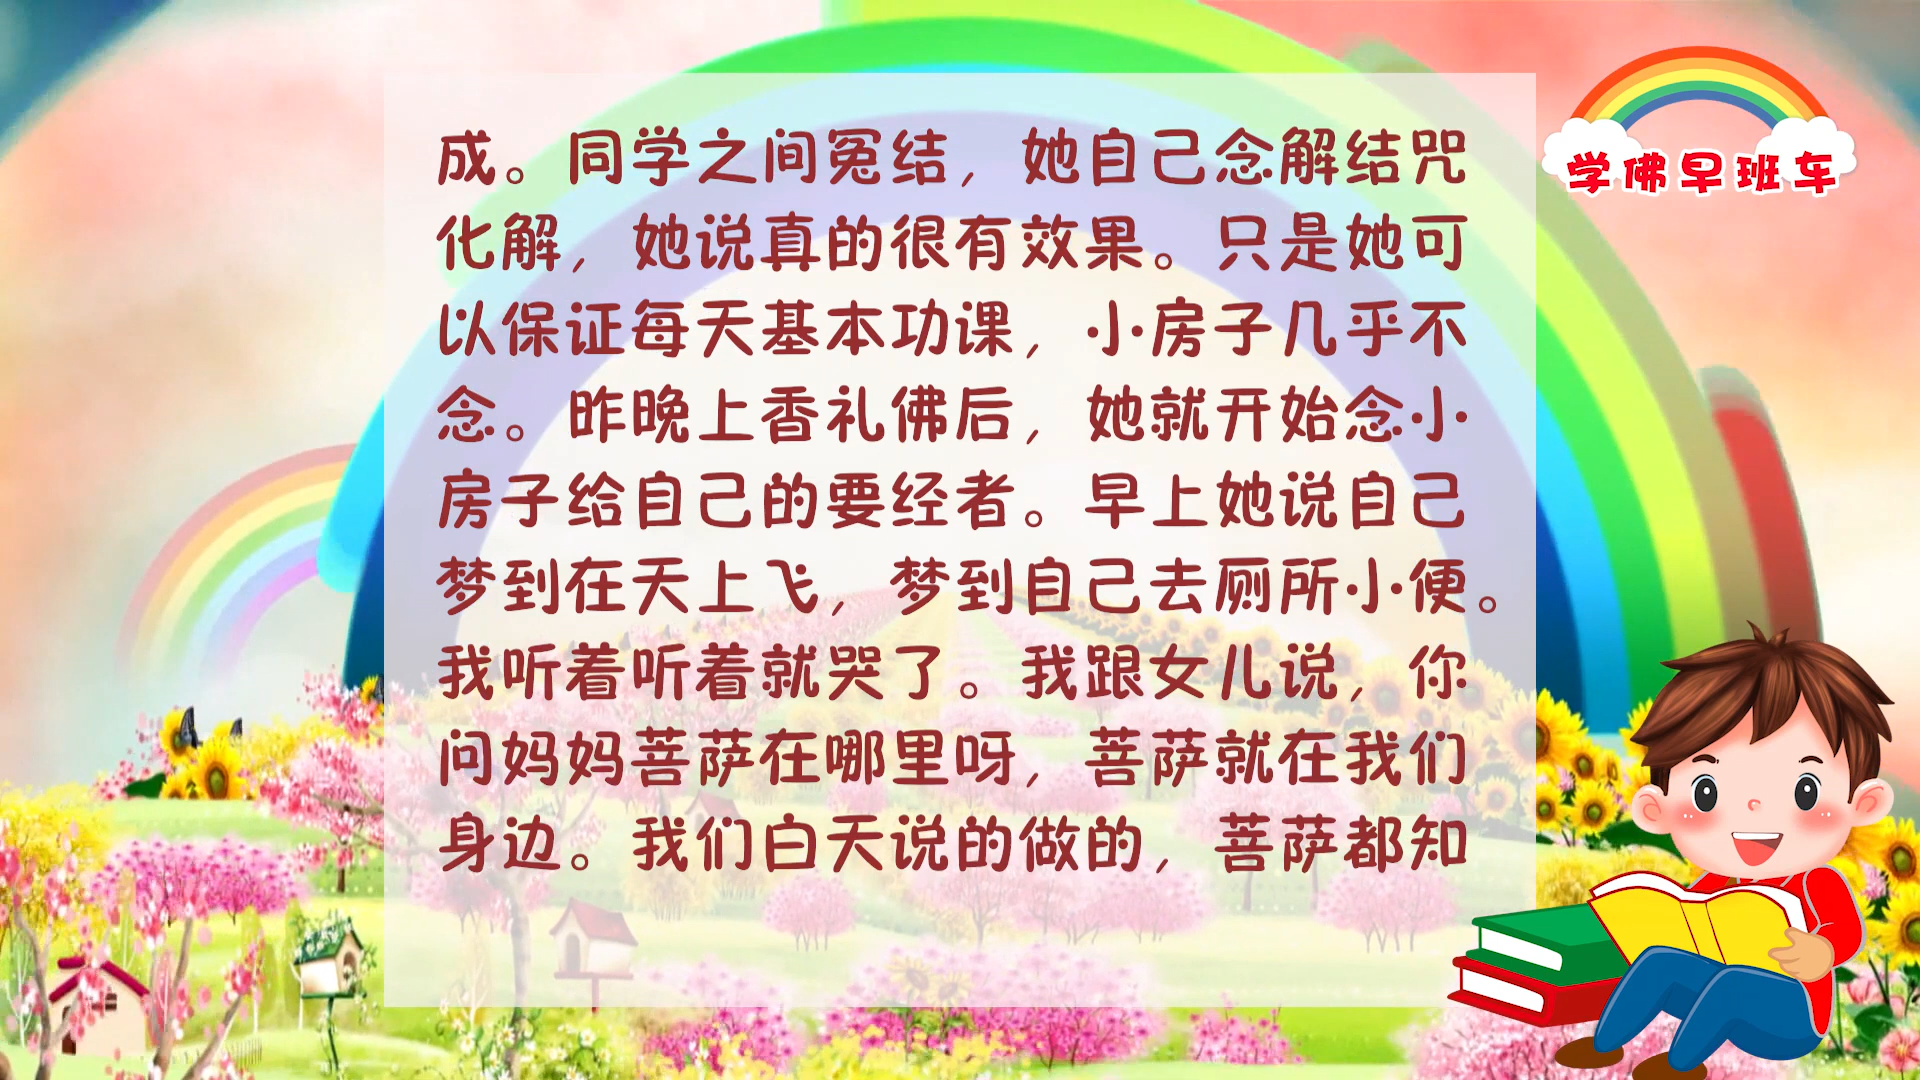 学佛早班车
成。同学之间冤结，她自己念解结咒
化解，她说真的很有效果。只是她可
以保证每天基本功课，小房子几乎不
念。昨晚上香礼佛后，她就开始念小
房子给自己的要经者。早上她说自己
梦到在天上飞，梦到自己去厕所小便。
我听着听着就哭了。我跟女儿说，你
问妈妈菩萨在哪里呀，菩萨就在我们
身边。我们白天说的做的，菩萨都知